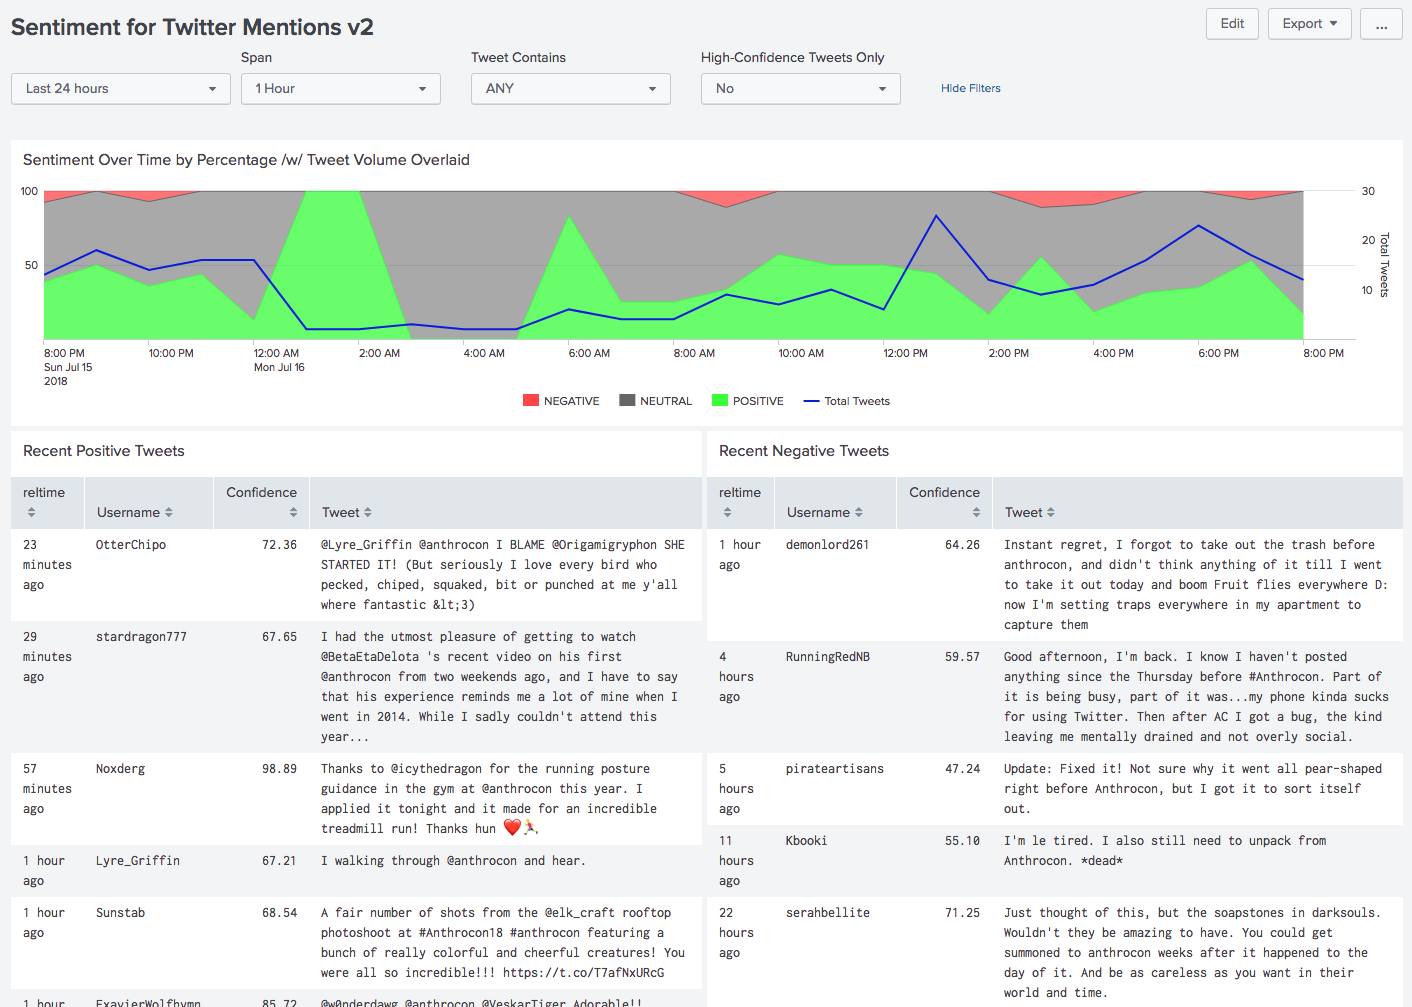 Sentiment for Twitter Mentions v2
Edit
Export
...
Span
Tweet Contains
High-Confidence Tweets Only
Last 24 hours
1 Hour
ANY
No
Hide Filters
Sentiment Over Time by Percentage /w/ Tweet Volume Overlaid
100
50
30
20
10
Total Tweets
8:00 PM
Sun Jul 15
2018
10:00 PM
12:00 AM
Mon Jul 16
2:00 AM
4:00 AM
6:00 AM
8:00 AM
10:00 AM
12:00 PM
2:00 PM
4:00 PM
6:00 PM
8:00 PM
NEGATIVE
NEUTRAL
POSITIVE
Total Tweets
Recent Positive Tweets
reltime
Username
Confidence
Tweet
23
minutes
ago
OtterChipo
72.36
@Lyre_Griffin @anthrocon I BLAME @Origamigryphon SHE
STARTED IT! (But seriously I love every bird who
pecked, chiped, squaked, bit or punched at me y'all
where fantastic &lt;3)
29
minutes
ago
stardragon777
67.65
I had the utmost pleasure of getting to watch
@BetaEtaDelota 's recent video on his first
@anthrocon from two weekends ago, and I have to say
that his experience reminds me a lot of mine when I
went in 2014. While I sadly couldn't attend this
year...
57
minutes
ago
Noxderg
98.89
Thanks to @icythedragon for the running posture
guidance in the gym at @anthrocon this year. I
applied it tonight and it made for an incredible
treadmill run! Thanks hun ❤️🏃‍♀️
1 hour
ago
Lyre_Griffin
67.21
I walking through @anthrocon and hear.
1 hour
ago
Sunstab
68.54
A fair number of shots from the @elk_craft rooftop
photoshoot at #Anthrocon18 #anthrocon featuring a
bunch of really colorful and cheerful creatures! You
were all so incredible!!! https://t.co/T7afNxURcG
1 hour
ExavierWolfhymn
85.72
@w0nderdawg @anthrocon @VeskarTiger Adorable!!
Recent Negative Tweets
reltime
Username
Confidence
Tweet
1 hour
ago
demonlord261
64.26
Instant regret, I forgot to take out the trash before
anthrocon, and didn't think anything of it till I went
to take it out today and boom Fruit flies everywhere D:
now I'm setting traps everywhere in my apartment to
capture them
4
hours
ago
RunningRedNB
59.57
Good afternoon, I'm back. I know I haven't posted
anything since the Thursday before #Anthrocon. Part of
it is being busy, part of it was...my phone kinda sucks
for using Twitter. Then after AC I got a bug, the kind
leaving me mentally drained and not overly social.
5
hours
ago
pirateartisans
47.24
Update: Fixed it! Not sure why it went all pear-shaped
right before Anthrocon, but I got it to sort itself
out.
11
hours
ago
Kbooki
55.10
I'm le tired. I also still need to unpack from
Anthrocon. *dead*
22
hours
ago
serahbellite
71.25
Just thought of this, but the soapstones in darksouls.
Wouldn't they be amazing to have. You could get
summoned to anthrocon weeks after it happened to the
day of it. And be as careless as you want in their
world and time.